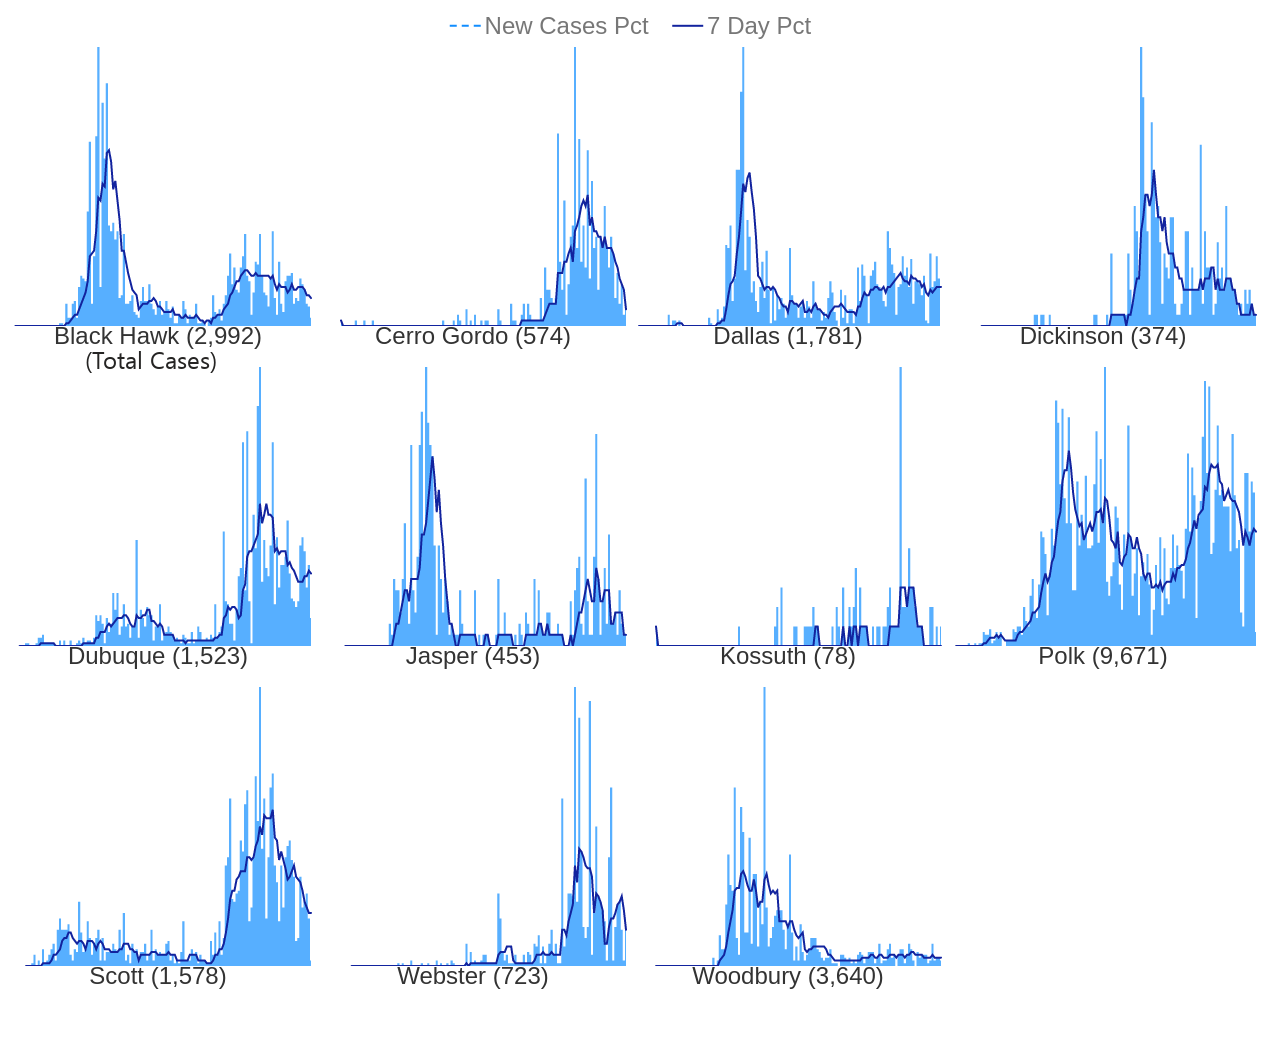 New Cases Pct 7 Day Pct
Black Hawk (2,992) Cerro Gordo (574) Dallas (1,781) Dickinson (374)
(Total Cases)
Dubuque (1,523) Jasper (453) Kossuth (78) Polk (9,671)
Scott (1,578) Webster (723) Woodbury (3,640)